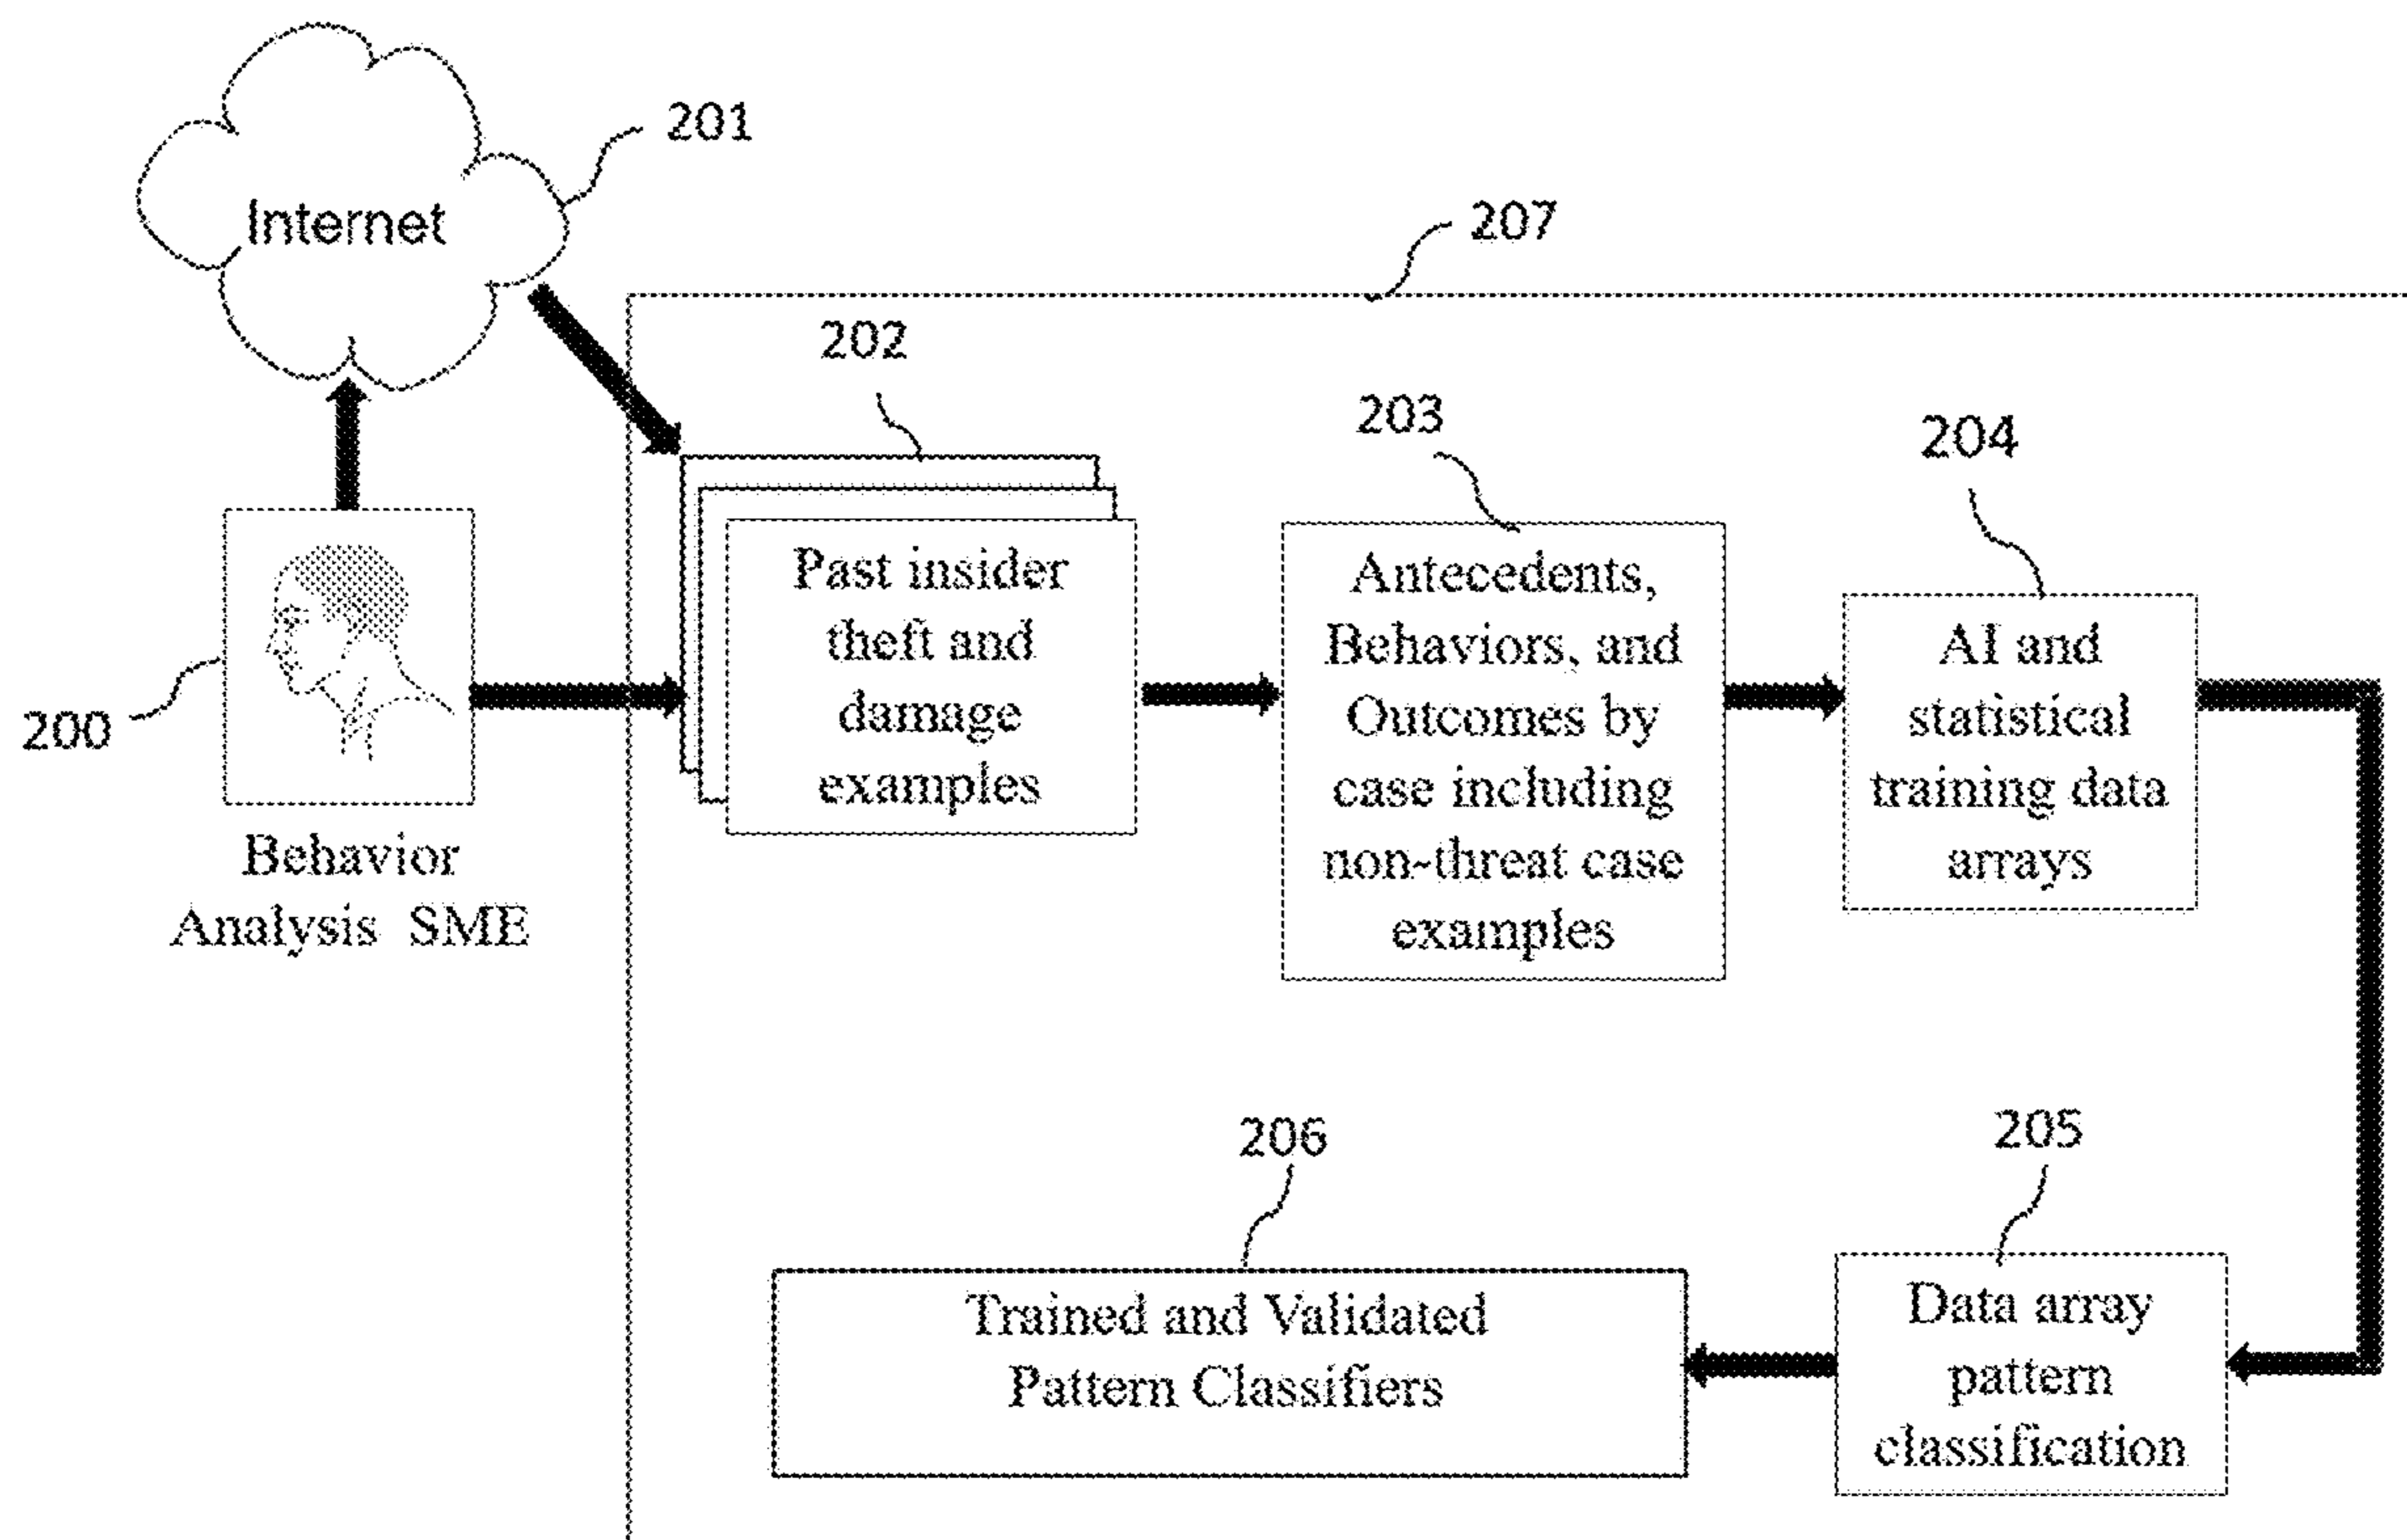 201
Internet
207
202
203
204
Past insider
theft and
damage
examples
Antecedents,
Behaviors, and
Outcomes by
case including
non-threat case
examples
AI and
statistical
training data
arrays
200
Behavior
Analysis SME
206
205
Trained and Validated
Pattern Classifiers
Data array
pattern
classification